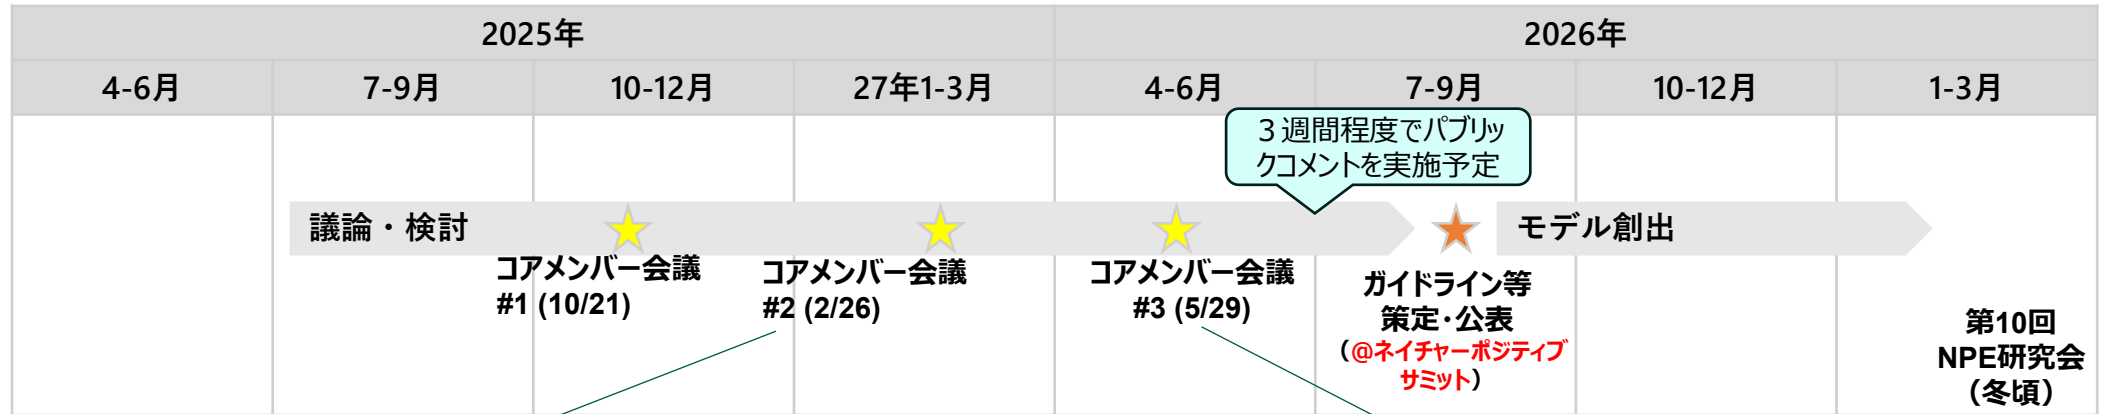 2025年
2026年
4-6月
7-9月
10-12月
27年1-3月
4-6月
7-9月
10-12月
1-3月
３週間程度でパブリッ
クコメントを実施予定
議論・検討
モデル創出
コアメンバー会議
#1 (10/21)
コアメンバー会議
#2 (2/26)
コアメンバー会議
#3 (5/29)
ガイドライン等
策定・公表
（@ネイチャーポジティブ
サミット）
第10回
NPE研究会
（冬頃）